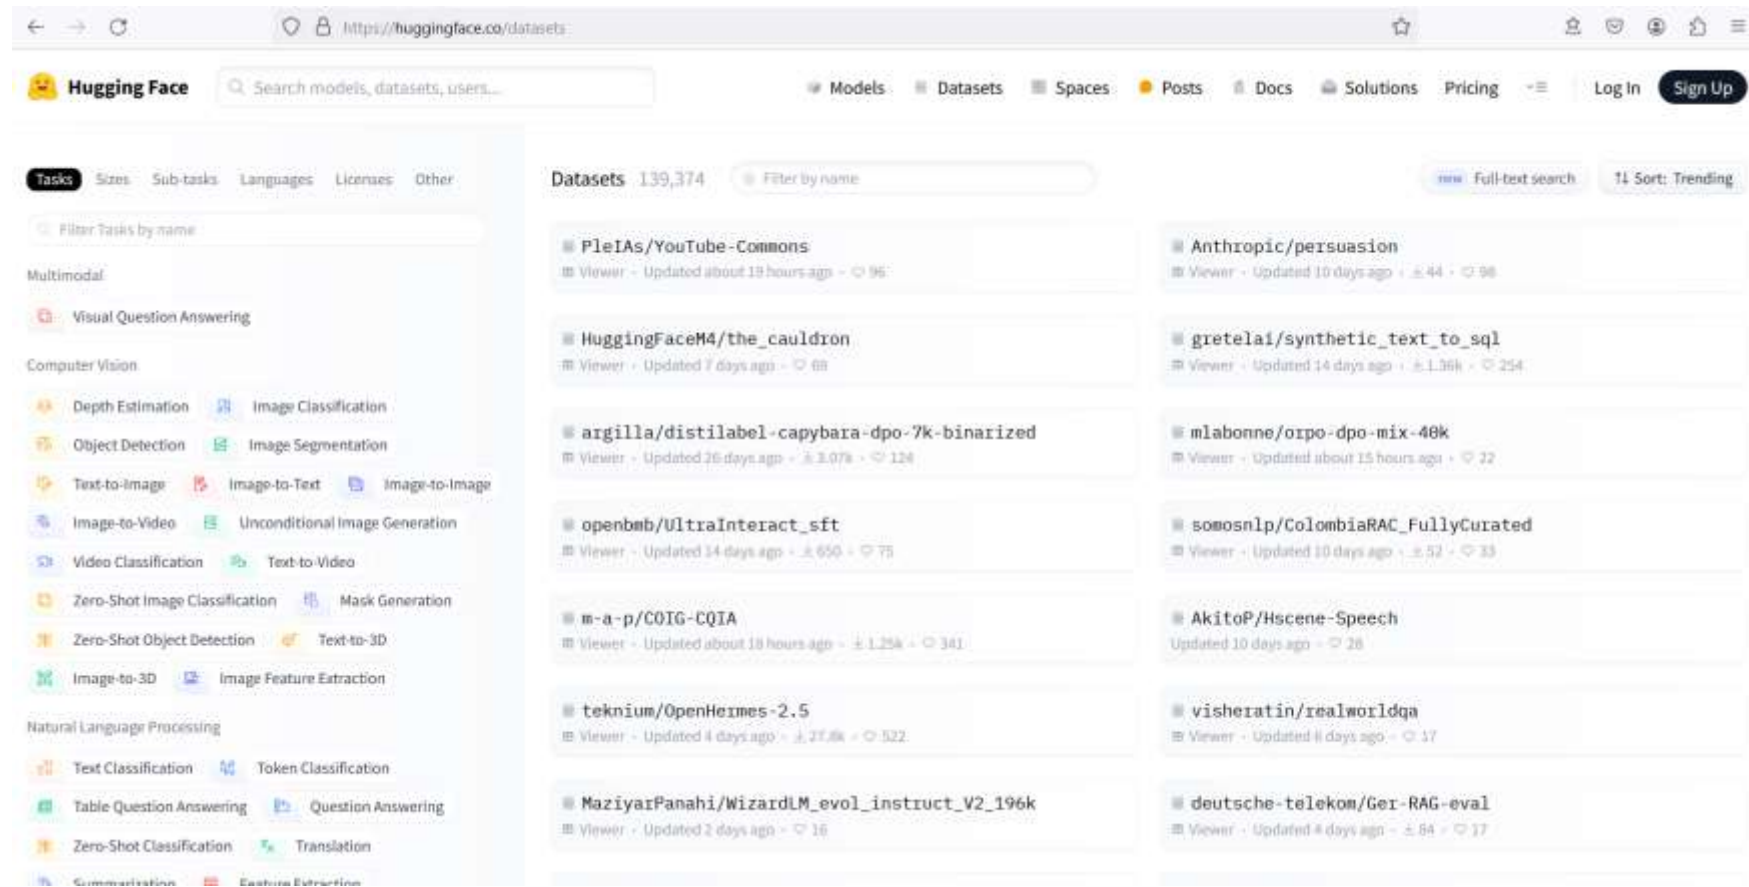 https://huggingface.co/datasets
Hugging Face
Search models, datasets, users...
Models Datasets Spaces Posts Docs Solutions Pricing Log In Sign Up
Tasks Sizes Sub-tasks Languages Licenses Other
Filter Tasks by name
Multimodal
Visual Question Answering
Computer Vision
Depth Estimation Image Classification
Object Detection Image Segmentation
Text-to-Image Image-to-Text Image-to-Image
Image-to-Video Unconditional Image Generation
Video Classification Text-to-Video
Zero-Shot Image Classification Mask Generation
Zero-Shot Object Detection Text-to-3D
Image-to-3D Image Feature Extraction
Natural Language Processing
Text Classification Token Classification
Table Question Answering Question Answering
Zero-Shot Classification Translation
Summarization Feature Extraction
Datasets 139,374 Filter by name new Full-text search Sort: Trending
PleIAs/YouTube-Commons
Viewer • Updated about 19 hours ago • 96
Anthropic/persuasion
Viewer • Updated 10 days ago • 44 • 98
HuggingFaceM4/the_cauldron
Viewer • Updated 7 days ago • 69
gretelai/synthetic_text_to_sql
Viewer • Updated 14 days ago • 1.36k • 254
argilla/distilabel-capybara-dpo-7k-binarized
Viewer • Updated 26 days ago • 3.07k • 124
mlabonne/orpo-dpo-mix-40k
Viewer • Updated about 15 hours ago • 22
openbmb/UltraInteract_sft
Viewer • Updated 14 days ago • 650 • 75
somosnlp/ColombiaRAC_FullyCurated
Viewer • Updated 10 days ago • 52 • 33
m-a-p/COIG-CQIA
Viewer • Updated about 18 hours ago • 1.25k • 341
AkitoP/Hscene-Speech
Updated 10 days ago • 28
teknium/OpenHermes-2.5
Viewer • Updated 4 days ago • 27.8k • 522
visheratin/realworldqa
Viewer • Updated 6 days ago • 17
MaziyarPanahi/WizardLM_evol_instruct_V2_196k
Viewer • Updated 2 days ago • 16
deutsche-telekom/Ger-RAG-eval
Viewer • Updated 4 days ago • 84 • 17